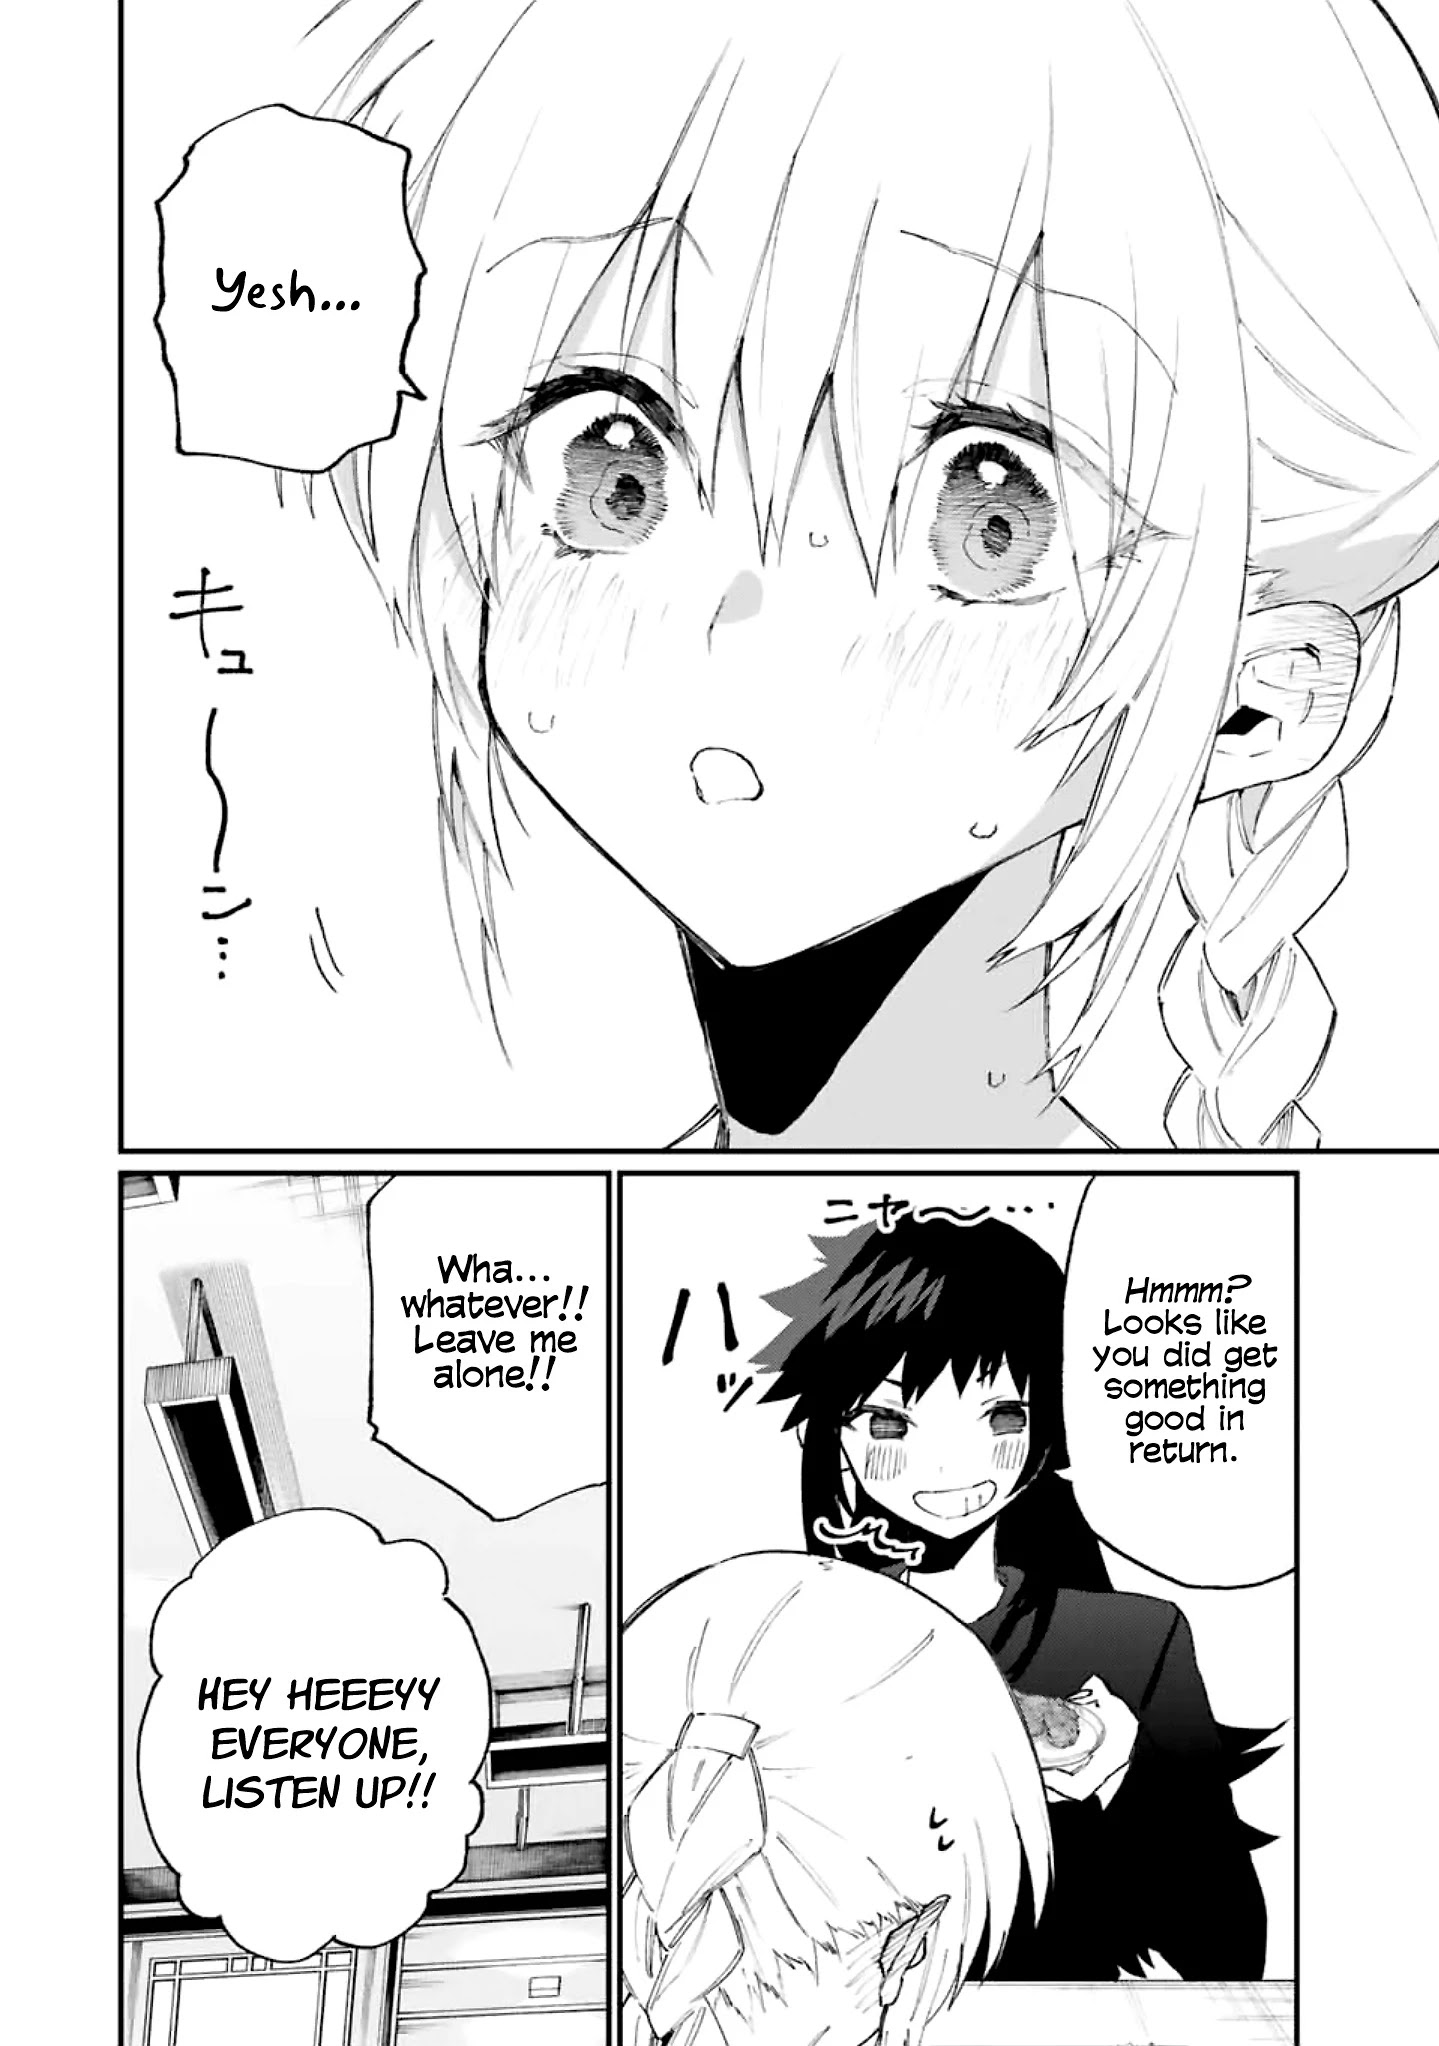 Yesh...
キュ〜ン…
ニヤ〜…
ハッ
Hmmm?
Looks like
you did get
something
good in
return.
Wha...
whatever!!
Leave me
alone!!
HEY HEEEYY
EVERYONE,
LISTEN UP!!